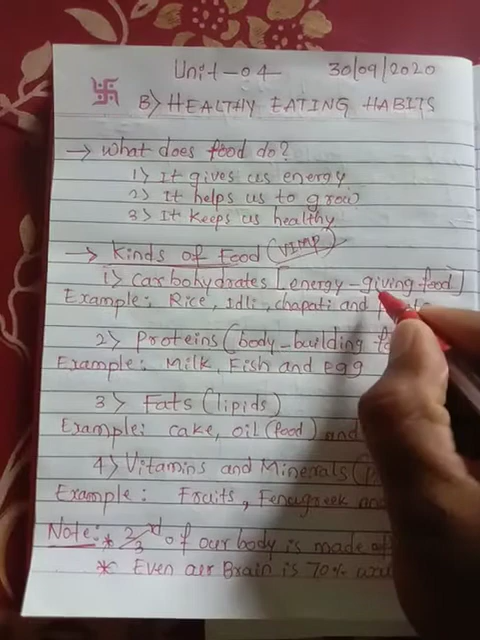 Unit-04 30/09/2020
B) HEALTHY EATING HABITS
→ What does food do?
1) It gives us energy
2) It helps us to grow
3) It keeps us healthy
→ Kinds of Food (VIMP)
1) Carbohydrates [energy-giving food]
Example: Rice, Idli, chapati and
2) Proteins (body-building
Example: Milk, Fish and egg
3) Fats (lipids)
Example: cake, oil (food) and
4) Vitamins and Minerals (
Example: Fruits, Fenugreek and
Note: * 2/3rd of our body is made of
* Even our Brain is 70%